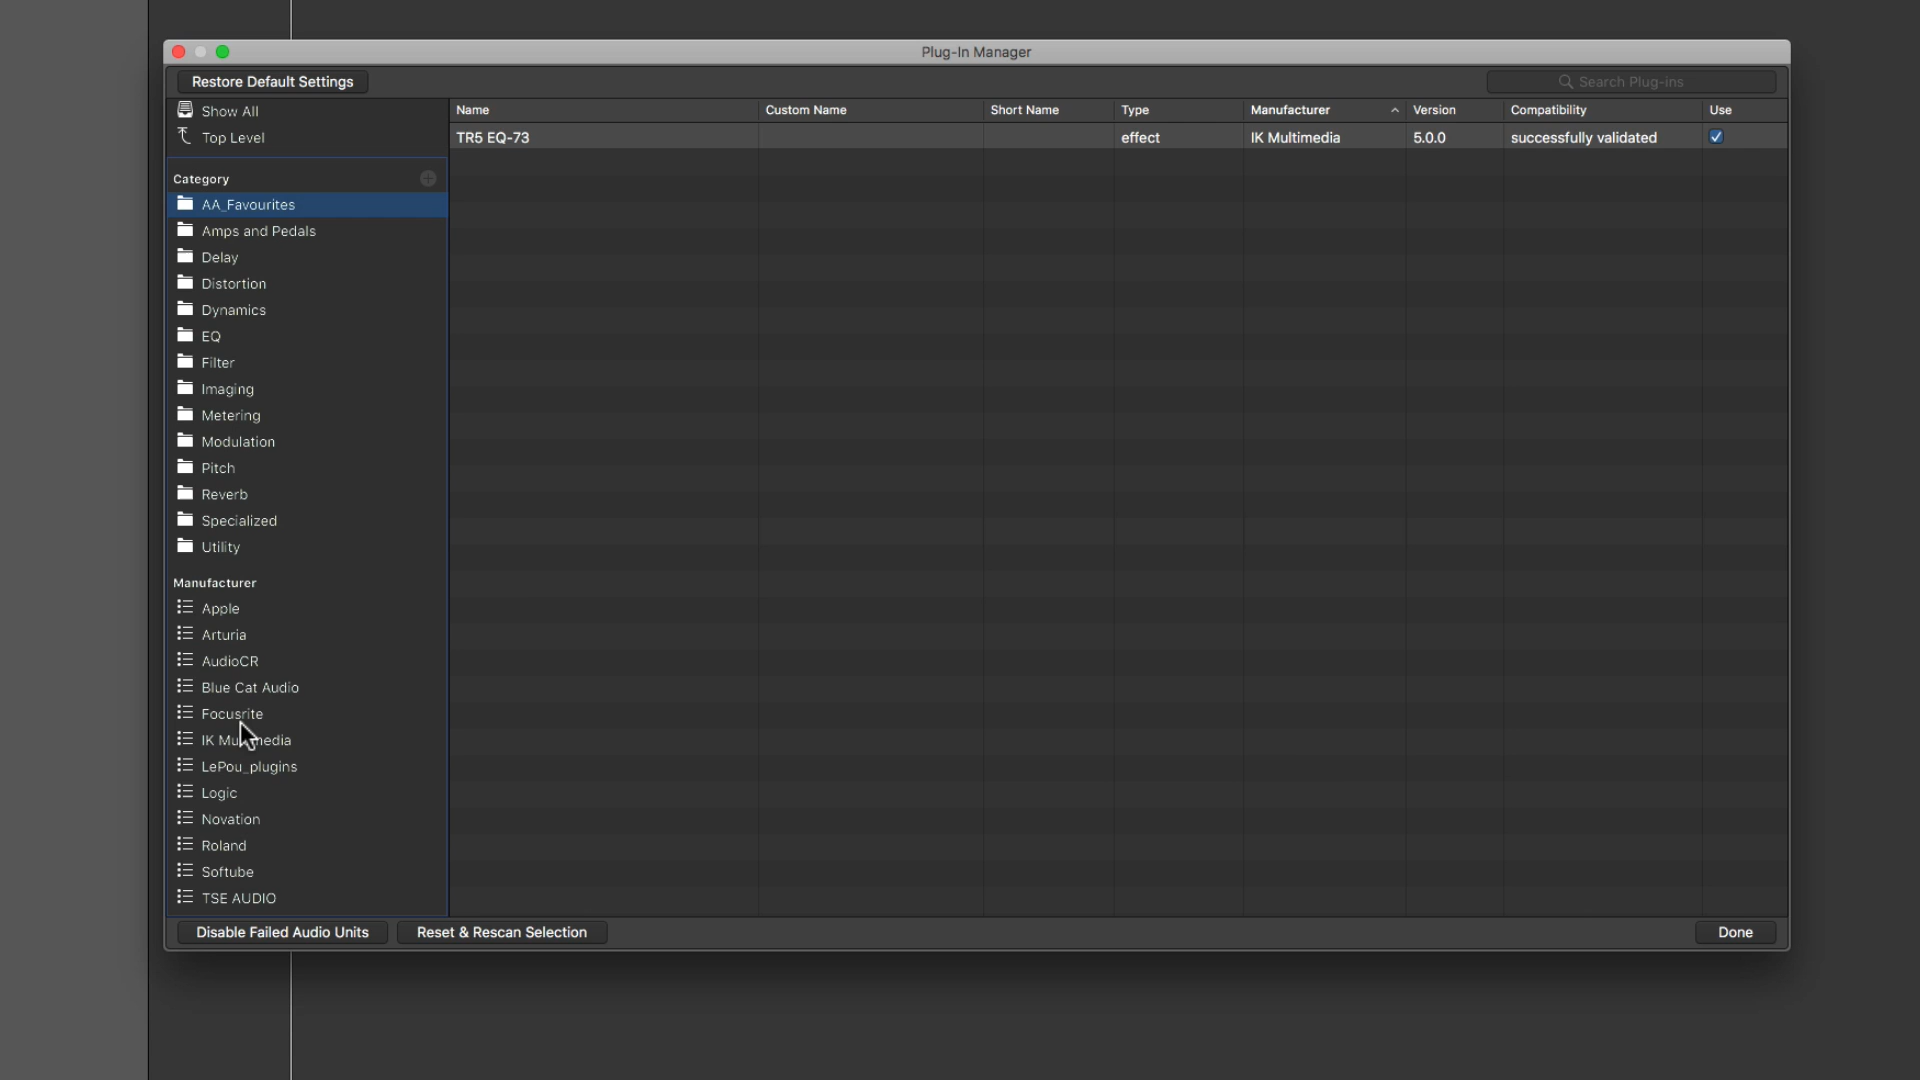 Plug-In Manager
Restore Default Settings
Search Plug-ins
Show All
Top Level
Category
AA_Favourites
Amps and Pedals
Delay
Distortion
Dynamics
EQ
Filter
Imaging
Metering
Modulation
Pitch
Reverb
Specialized
Utility
Manufacturer
Apple
Arturia
AudioCR
Blue Cat Audio
Focusrite
IK Multimedia
LePou_plugins
Logic
Novation
Roland
Softube
TSE AUDIO
Name Custom Name Short Name Type Manufacturer Version Compatibility Use
TR5 EQ-73 effect IK Multimedia 5.0.0 successfully validated
Disable Failed Audio Units
Reset & Rescan Selection
Done